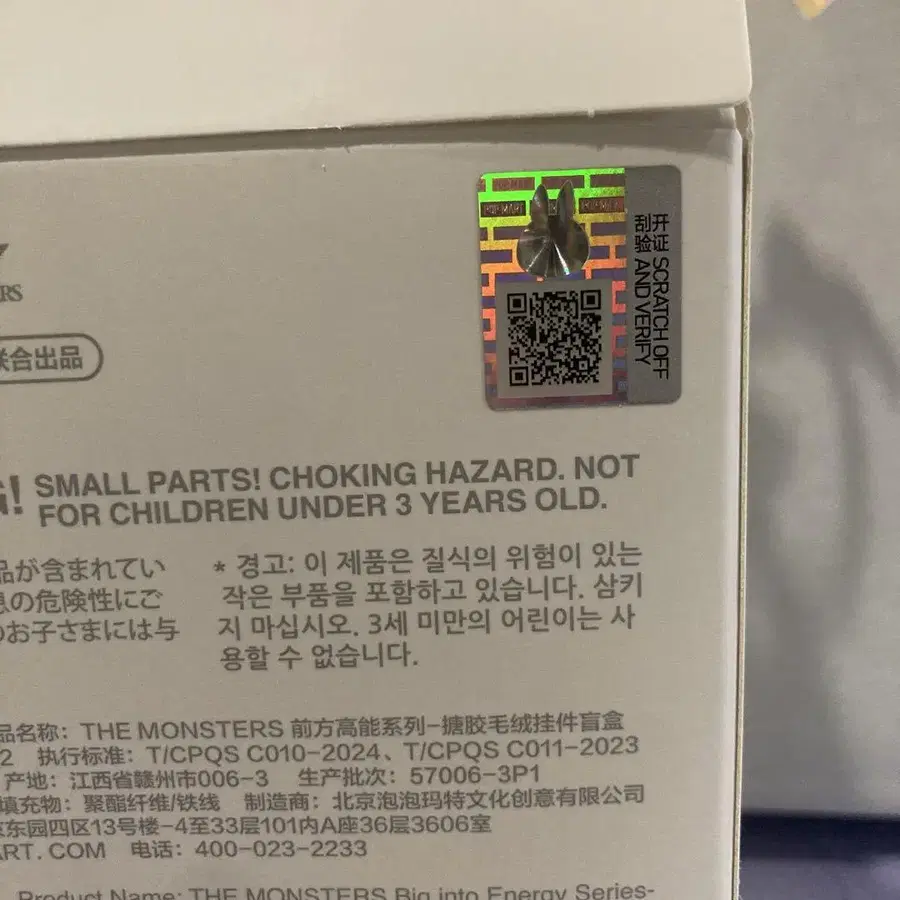 RS
联合出品
POP MART
POP MART
开刮 SCRATCH OFF
验证 AND VERIFY
G! SMALL PARTS! CHOKING HAZARD. NOT
FOR CHILDREN UNDER 3 YEARS OLD.
品が含まれてい
息の危険性にご
のお子さまには与
* 경고: 이 제품은 질식의 위험이 있는
작은 부품을 포함하고 있습니다. 삼키
지 마십시오. 3세 미만의 어린이는 사
용할 수 없습니다.
品名称: THE MONSTERS 前方高能系列-搪胶毛绒挂件盲盒
2 执行标准: T/CPQS C010-2024、T/CPQS C011-2023
产地: 江西省赣州市006-3 生产批次: 57006-3P1
填充物: 聚酯纤维/铁线 制造商: 北京泡泡玛特文化创意有限公司
京东园四区13号楼-4至33层101内A座36层3606室
ART. COM 电话: 400-023-2233
Product Name: THE MONSTERS Big into Energy Series-